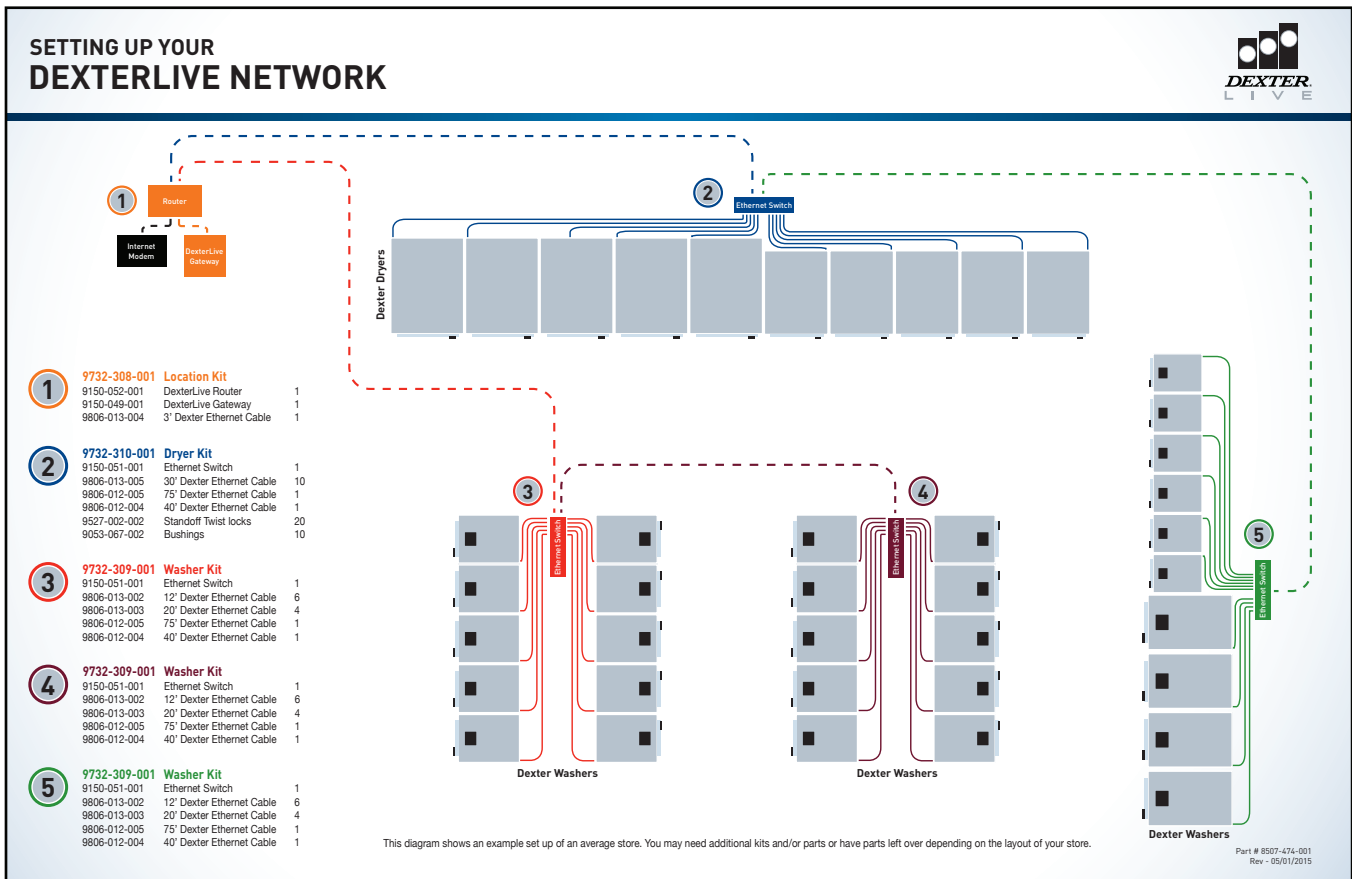 SETTING UP YOUR
DEXTERLIVE NETWORK
DEXTER.
LIVE
1
Router
Internet
Modem
DexterLive
Gateway
2
Ethernet Switch
Dexter Dryers
1
9732-308-001 Location Kit
9150-052-001 DexterLive Router 1
9150-049-001 DexterLive Gateway 1
9806-013-004 3' Dexter Ethernet Cable 1
2
9732-310-001 Dryer Kit
9150-051-001 Ethernet Switch 1
9806-013-005 30' Dexter Ethernet Cable 10
9806-012-005 75' Dexter Ethernet Cable 1
9806-012-004 40' Dexter Ethernet Cable 1
9527-002-002 Standoff Twist locks 20
9053-067-002 Bushings 10
3
9732-309-001 Washer Kit
9150-051-001 Ethernet Switch 1
9806-013-002 12' Dexter Ethernet Cable 6
9806-013-003 20' Dexter Ethernet Cable 4
9806-012-005 75' Dexter Ethernet Cable 1
9806-012-004 40' Dexter Ethernet Cable 1
4
9732-309-001 Washer Kit
9150-051-001 Ethernet Switch 1
9806-013-002 12' Dexter Ethernet Cable 6
9806-013-003 20' Dexter Ethernet Cable 4
9806-012-005 75' Dexter Ethernet Cable 1
9806-012-004 40' Dexter Ethernet Cable 1
5
9732-309-001 Washer Kit
9150-051-001 Ethernet Switch 1
9806-013-002 12' Dexter Ethernet Cable 6
9806-013-003 20' Dexter Ethernet Cable 4
9806-012-005 75' Dexter Ethernet Cable 1
9806-012-004 40' Dexter Ethernet Cable 1
3
Ethernet Switch
Dexter Washers
4
Ethernet Switch
Dexter Washers
5
Ethernet Switch
Dexter Washers
This diagram shows an example set up of an average store. You may need additional kits and/or parts or have parts left over depending on the layout of your store.
Part # 8507-474-001
Rev - 05/01/2015